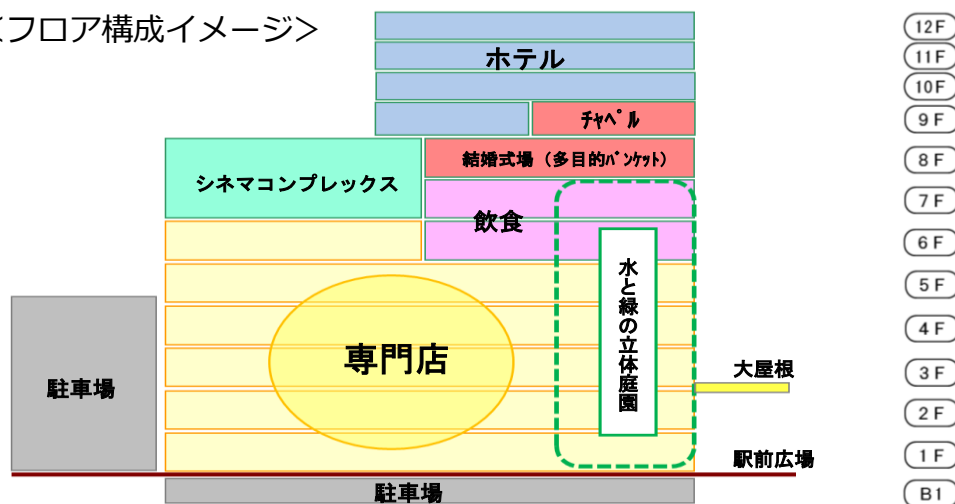 <フロア構成イメージ>
12F
ホテル
11F
10F
チャペル
9F
結婚式場（多目的バンケット）
8F
シネマコンプレックス
7F
飲食
6F
水と緑の立体庭園
5F
4F
専門店
3F
大屋根
駐車場
2F
駅前広場
1F
駐車場
B1